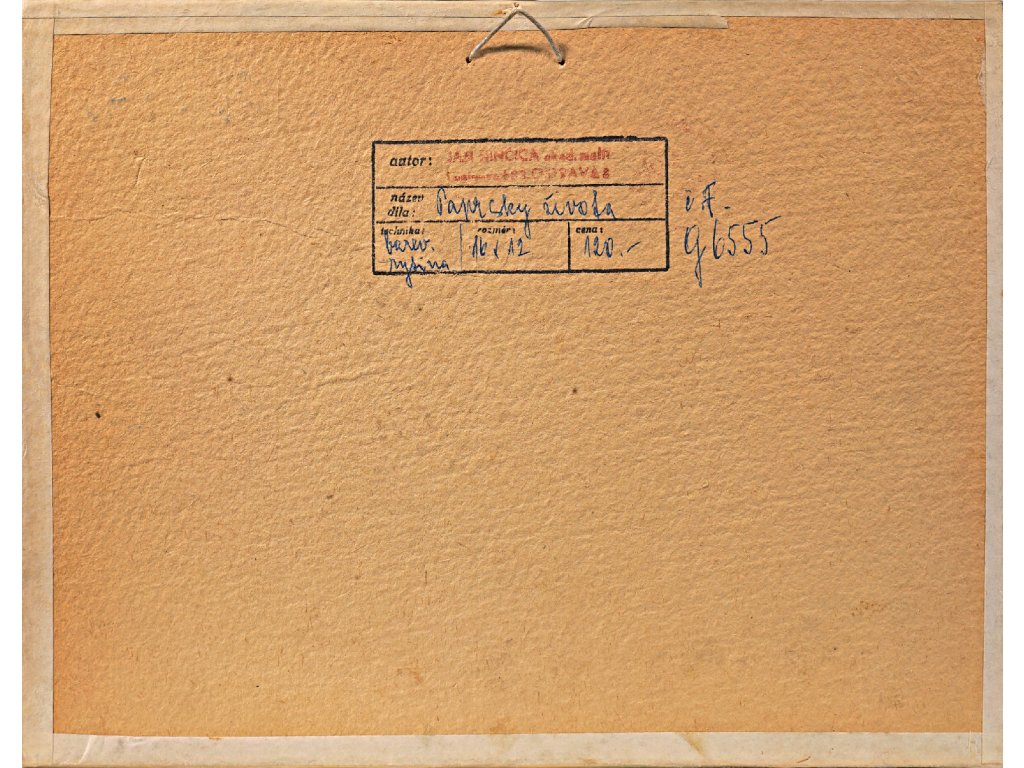 autor: JAN akad. malíř
OSTRAVA 8
název
díla: Paprsky života
technika: rozměr: cena:
barev. 16 x 12 120.-
rytina
č F.
g 6555